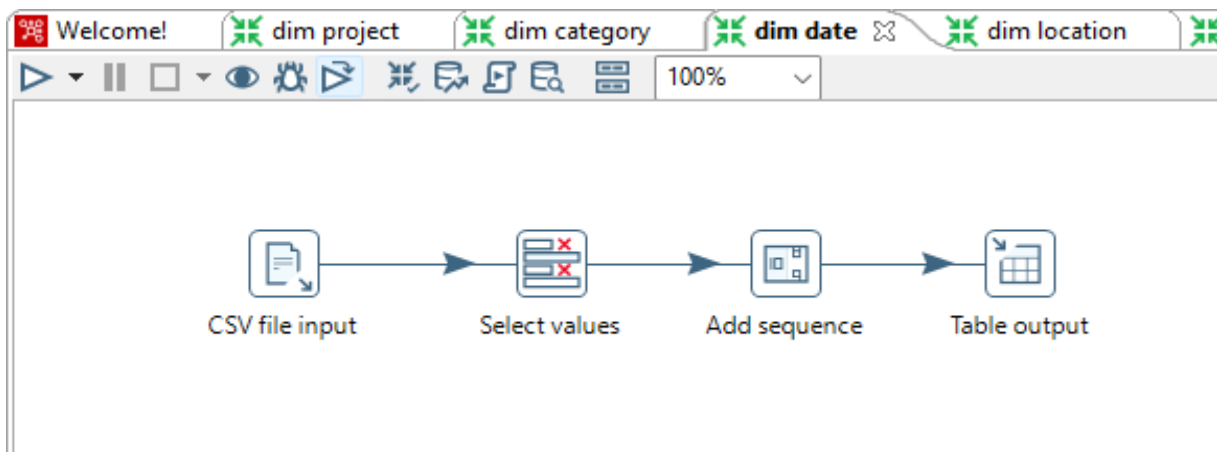 Welcome! dim project dim category dim date dim location
100%
CSV file input Select values Add sequence Table output